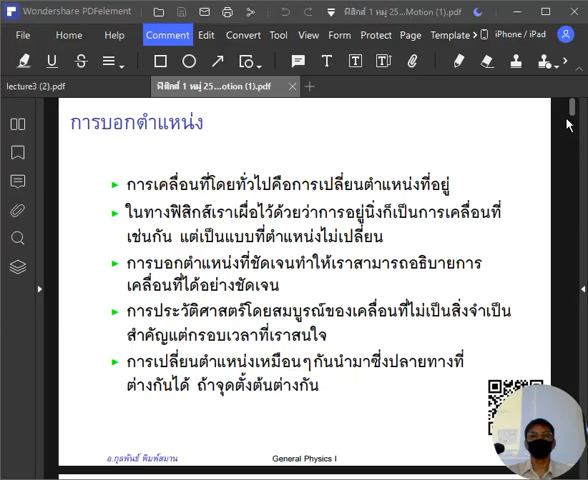 Wondershare PDFelement
ฟิสิกส์ 1 หมู่ 25...Motion (1).pdf
File Home Comment Edit Convert Tool View Form Protect Page Template iPhone / iPad
lecture3 (2).pdf
ฟิสิกส์ 1 หมู่ 25...otion (1).pdf
การบอกตำแหน่ง
การเคลื่อนที่โดยทั่วไปคือการเปลี่ยนตำแหน่งที่อยู่
ในทางฟิสิกส์เราเผื่อไว้ด้วยว่าการอยู่นิ่งก็เป็นการเคลื่อนที่
เช่นกัน แต่เป็นแบบที่ตำแหน่งไม่เปลี่ยน
การบอกตำแหน่งที่ชัดเจนทำให้เราสามารถอธิบายการ
เคลื่อนที่ได้อย่างชัดเจน
การประวัติศาสตร์โดยสมบูรณ์ของเคลื่อนที่ไม่เป็นสิ่งจำเป็น
สำคัญแต่กรอบเวลาที่เราสนใจ
การเปลี่ยนตำแหน่งเหมือนๆกันนำมาซึ่งปลายทางที่
ต่างกันได้ ถ้าจุดตั้งต้นต่างกัน
อ.กุลพันธ์ พิมพ์สมาน
General Physics I